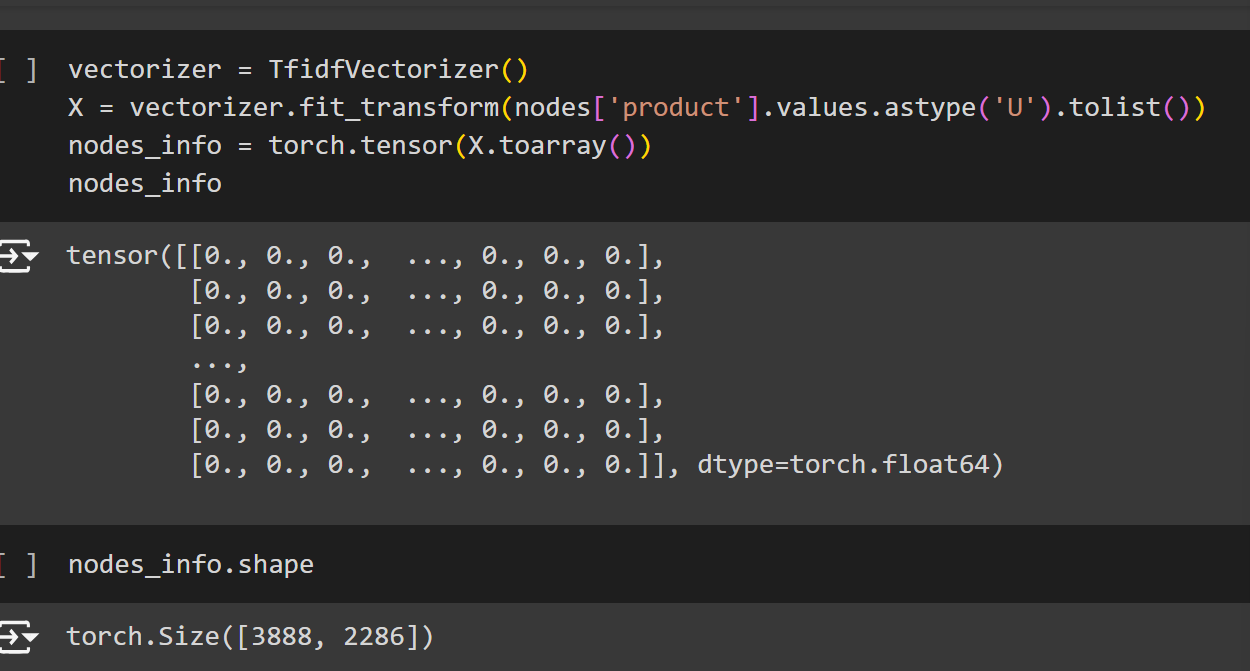 [ ] vectorizer = TfidfVectorizer()
X = vectorizer.fit_transform(nodes['product'].values.astype('U').tolist())
nodes_info = torch.tensor(X.toarray())
nodes_info
tensor([[0., 0., 0.,  ..., 0., 0., 0.],
        [0., 0., 0.,  ..., 0., 0., 0.],
        [0., 0., 0.,  ..., 0., 0., 0.],
        ...,
        [0., 0., 0.,  ..., 0., 0., 0.],
        [0., 0., 0.,  ..., 0., 0., 0.],
        [0., 0., 0.,  ..., 0., 0., 0.]], dtype=torch.float64)
[ ] nodes_info.shape
torch.Size([3888, 2286])